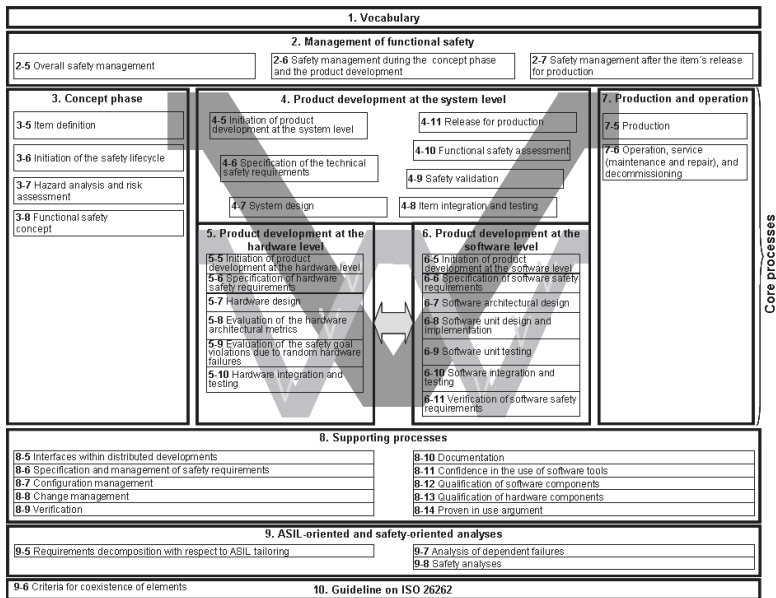 1. Vocabulary
2. Management of functional safety
2-5 Overall safety management
2-6 Safety management during the concept phase
and the product development
2-7 Safety management after the item´s release
for production
3. Concept phase
3-5 Item definition
3-6 Initiation of the safety lifecycle
3-7 Hazard analysis and risk
assessment
3-8 Functional safety
concept
4. Product development at the system level
4-5 Initiation of product
development at the system level
4-6 Specification of the technical
safety requirements
4-7 System design
4-11 Release for production
4-10 Functional safety assessment
4-9 Safety validation
4-8 Item integration and testing
5. Product development at the
hardware level
5-5 Initiation of product
development at the hardware level
5-6 Specification of hardware
safety requirements
5-7 Hardware design
5-8 Evaluation of the hardware
architectural metrics
5-9 Evaluation of the safety goal
violations due to random hardware
failures
5-10 Hardware integration and
testing
6. Product development at the
software level
6-5 Initiation of product
development at the software level
6-6 Specification of software safety
requirements
6-7 Software architectural design
6-8 Software unit design and
implementation
6-9 Software unit testing
6-10 Software integration and
testing
6-11 Verification of software safety
requirements
7. Production and operation
7-5 Production
7-6 Operation, service
(maintenance and repair), and
decommissioning
Core processes
8. Supporting processes
8-5 Interfaces within distributed developments
8-6 Specification and management of safety requirements
8-7 Configuration management
8-8 Change management
8-9 Verification
8-10 Documentation
8-11 Confidence in the use of software tools
8-12 Qualification of software components
8-13 Qualification of hardware components
8-14 Proven in use argument
9. ASIL-oriented and safety-oriented analyses
9-5 Requirements decomposition with respect to ASIL tailoring
9-7 Analysis of dependent failures
9-8 Safety analyses
9-6 Criteria for coexistence of elements
10. Guideline on ISO 26262